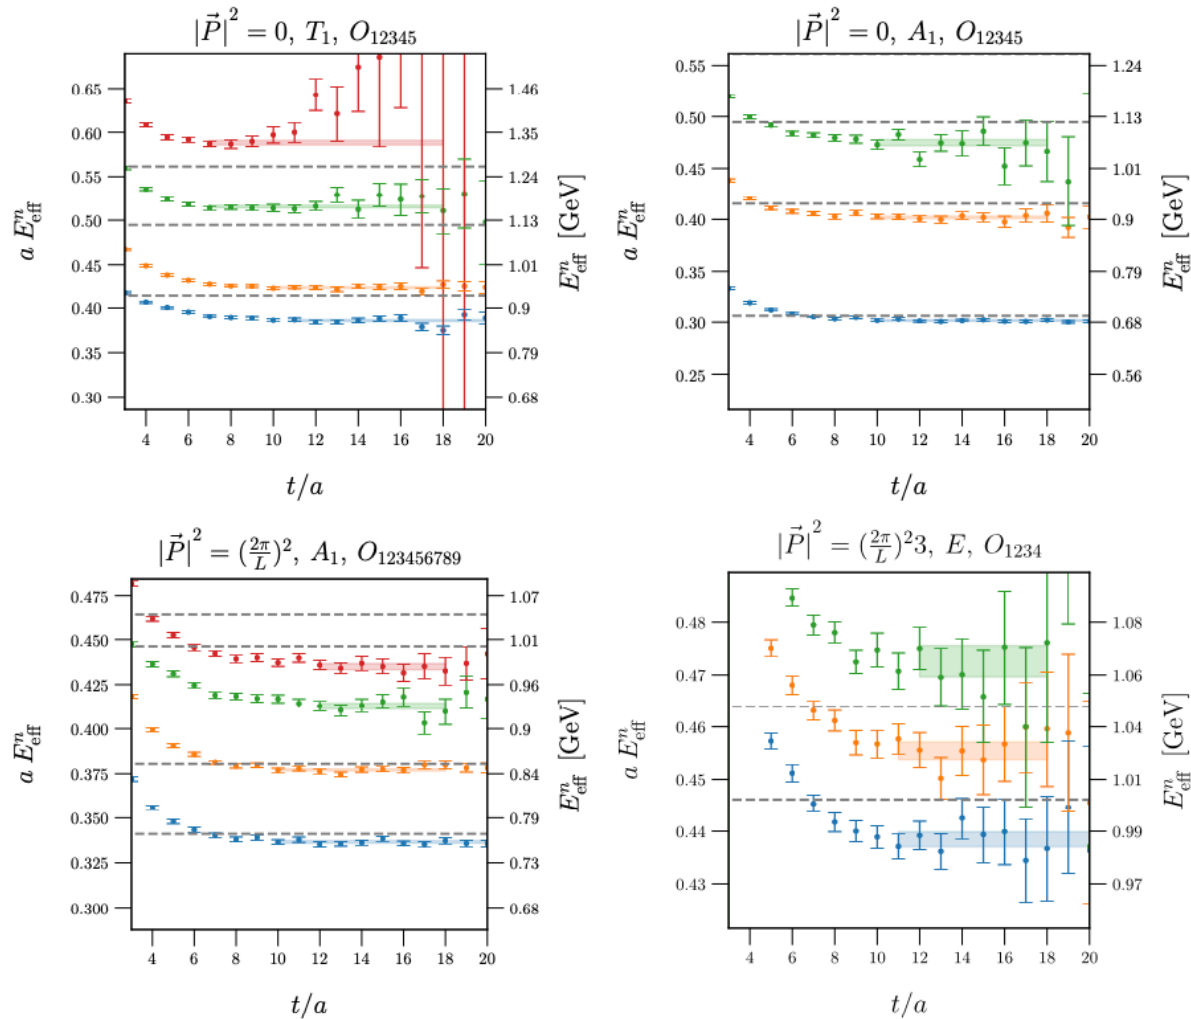 |P⃗|² = 0, T₁, O₁₂₃₄₅
a Eⁿ_eff
0.65
0.60
0.55
0.50
0.45
0.40
0.35
0.30
1.46
1.35
1.24
1.13
1.01
0.9
0.79
0.68
Eⁿ_eff [GeV]
4 6 8 10 12 14 16 18 20
t/a
|P⃗|² = 0, A₁, O₁₂₃₄₅
a Eⁿ_eff
0.55
0.50
0.45
0.40
0.35
0.30
0.25
1.24
1.13
1.01
0.9
0.79
0.68
0.56
Eⁿ_eff [GeV]
4 6 8 10 12 14 16 18 20
t/a
|P⃗|² = (2π/L)², A₁, O₁₂₃₄₅₆₇₈₉
a Eⁿ_eff
0.475
0.450
0.425
0.400
0.375
0.350
0.325
0.300
1.07
1.01
0.96
0.9
0.84
0.79
0.73
0.68
Eⁿ_eff [GeV]
4 6 8 10 12 14 16 18 20
t/a
|P⃗|² = (2π/L)²3, E, O₁₂₃₄
a Eⁿ_eff
0.48
0.47
0.46
0.45
0.44
0.43
1.08
1.06
1.04
1.01
0.99
0.97
Eⁿ_eff [GeV]
4 6 8 10 12 14 16 18 20
t/a